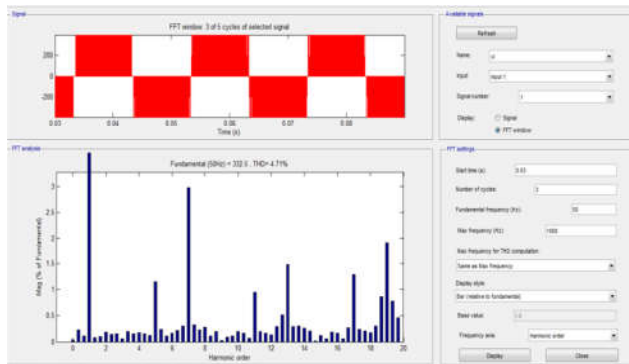 Signal
FFT window: 3 of 5 cycles of selected signal
200
0
-200
0.03 0.04 0.05 0.06 0.07 0.08
Time (s)
FFT analysis
Fundamental (50Hz) = 332.5 , THD= 4.71%
Mag (% of Fundamental)
3
2.5
2
1.5
1
0.5
0
0 2 4 6 8 10 12 14 16 18 20
Harmonic order
Available signals
Refresh
Name:
Input:
input 1
Signal number:
1
Display:
Signal
FFT window
FFT settings
Start time (s):
0.03
Number of cycles:
3
Fundamental frequency (Hz):
50
Max frequency (Hz):
1000
Max frequency for THD computation:
Same as Max frequency
Display style:
Bar (relative to fundamental)
Base value:
1.0
Frequency axis:
Harmonic order
Display
Close